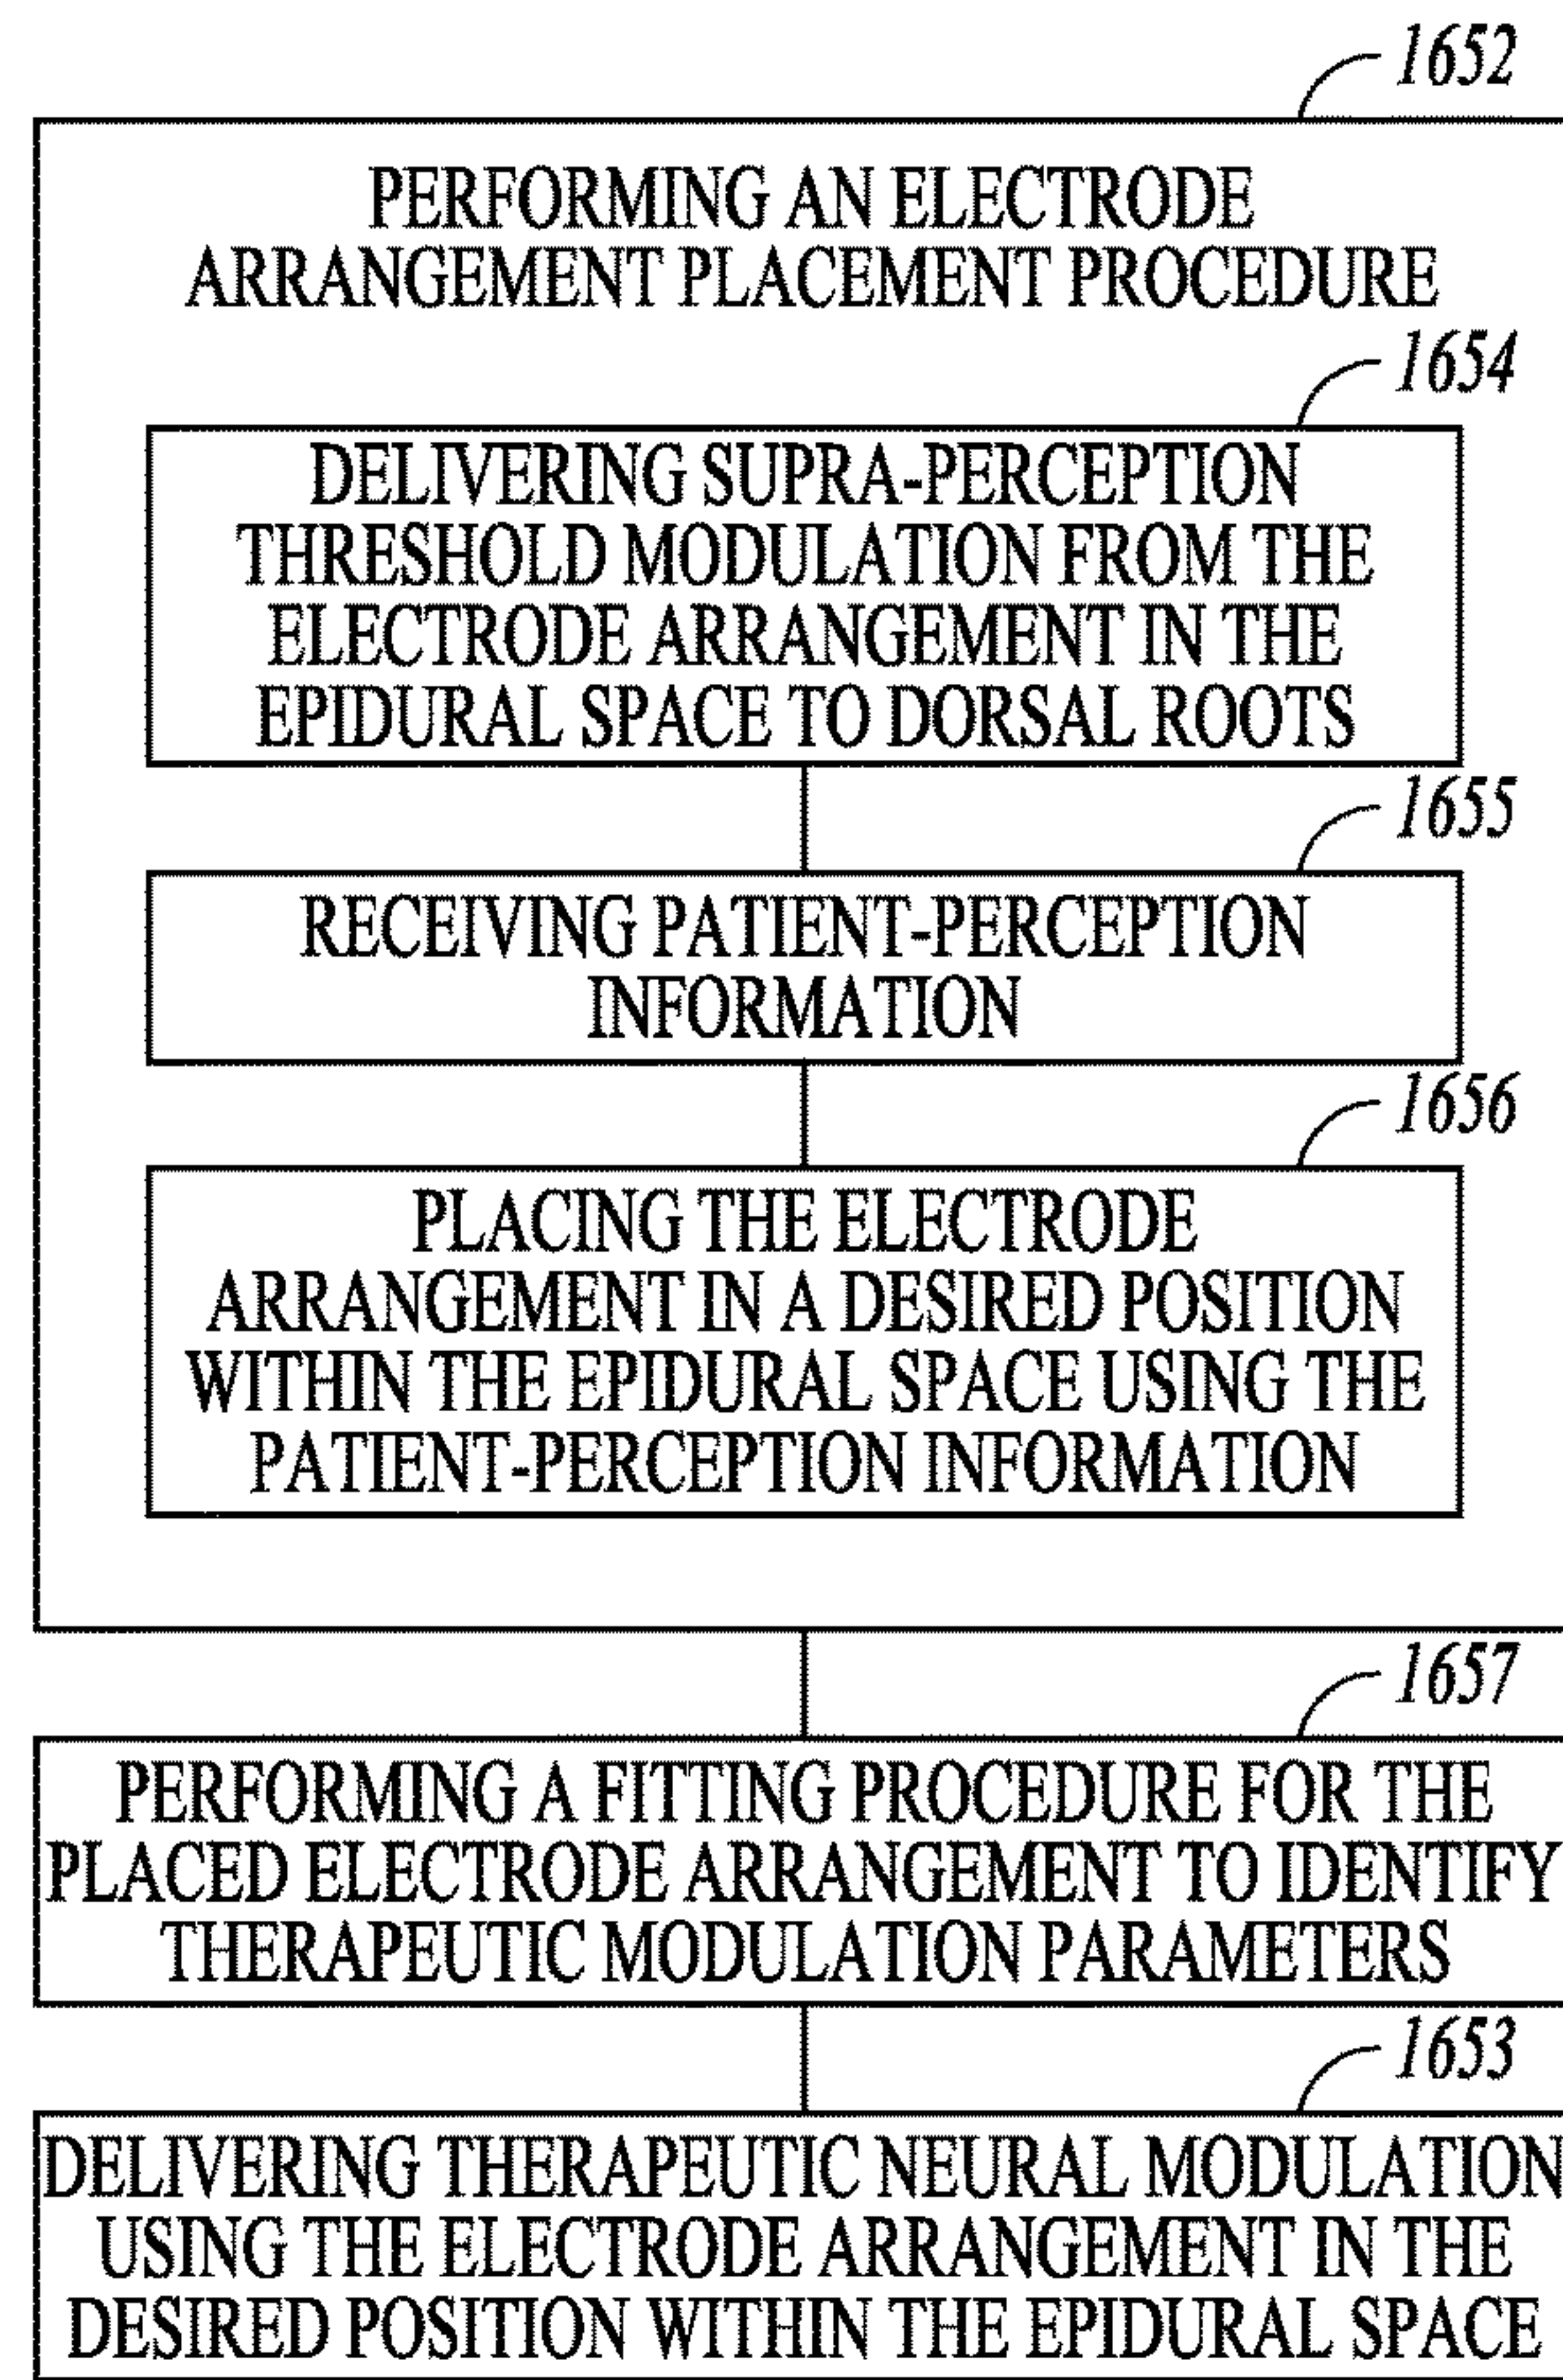 1652
PERFORMING AN ELECTRODE
ARRANGEMENT PLACEMENT PROCEDURE
1654
DELIVERING SUPRA-PERCEPTION
THRESHOLD MODULATION FROM THE
ELECTRODE ARRANGEMENT IN THE
EPIDURAL SPACE TO DORSAL ROOTS
1655
RECEIVING PATIENT-PERCEPTION
INFORMATION
1656
PLACING THE ELECTRODE
ARRANGEMENT IN A DESIRED POSITION
WITHIN THE EPIDURAL SPACE USING THE
PATIENT-PERCEPTION INFORMATION
1657
PERFORMING A FITTING PROCEDURE FOR THE
PLACED ELECTRODE ARRANGEMENT TO IDENTIFY
THERAPEUTIC MODULATION PARAMETERS
1653
DELIVERING THERAPEUTIC NEURAL MODULATION
USING THE ELECTRODE ARRANGEMENT IN THE
DESIRED POSITION WITHIN THE EPIDURAL SPACE